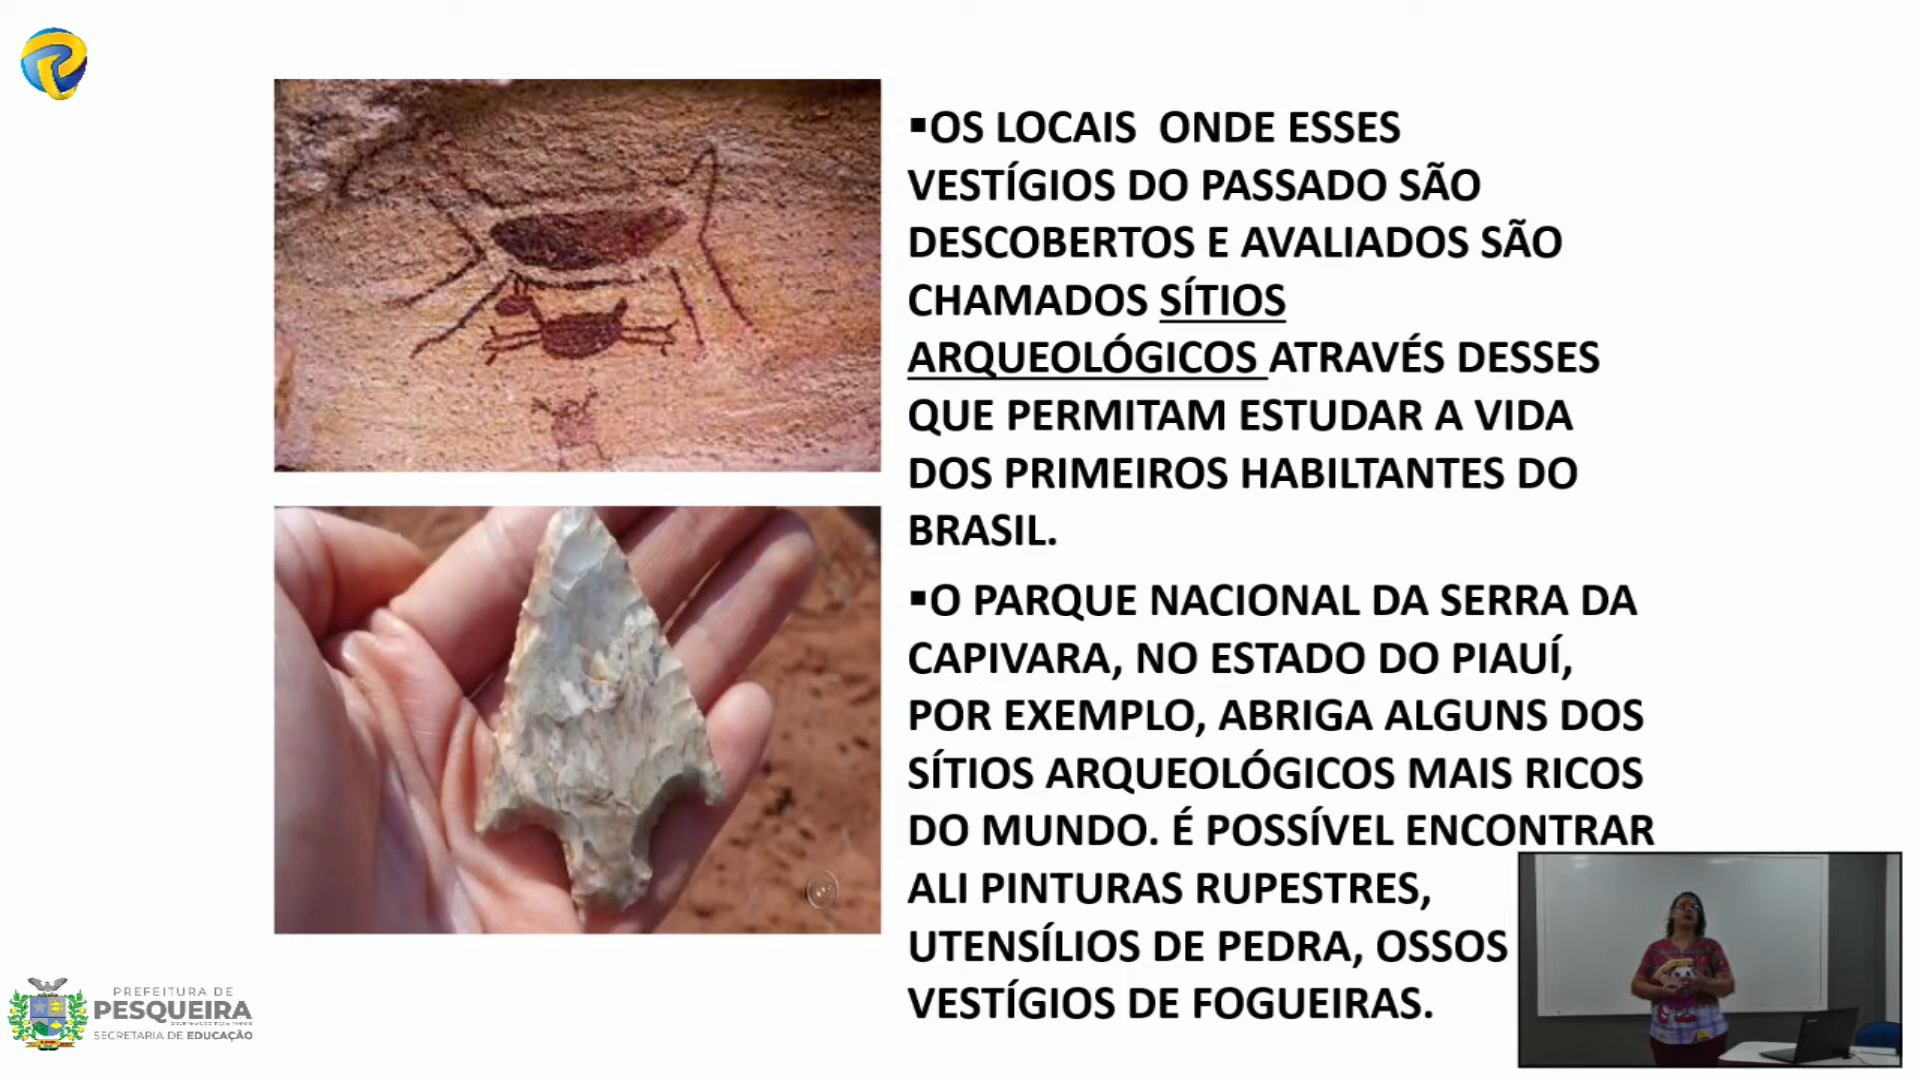 ▪OS LOCAIS ONDE ESSES
VESTÍGIOS DO PASSADO SÃO
DESCOBERTOS E AVALIADOS SÃO
CHAMADOS SÍTIOS
ARQUEOLÓGICOS ATRAVÉS DESSES
QUE PERMITAM ESTUDAR A VIDA
DOS PRIMEIROS HABILTANTES DO
BRASIL.
▪O PARQUE NACIONAL DA SERRA DA
CAPIVARA, NO ESTADO DO PIAUÍ,
POR EXEMPLO, ABRIGA ALGUNS DOS
SÍTIOS ARQUEOLÓGICOS MAIS RICOS
DO MUNDO. É POSSÍVEL ENCONTRAR
ALI PINTURAS RUPESTRES,
UTENSÍLIOS DE PEDRA, OSSOS
VESTÍGIOS DE FOGUEIRAS.
PREFEITURA DE
PESQUEIRA
SECRETARIA DE EDUCAÇÃO